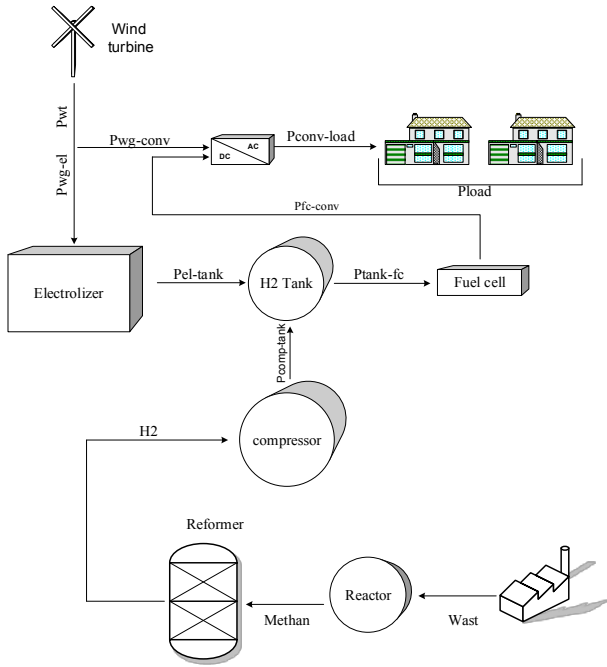 Wind
turbine
Pwt
Pwg-conv
AC
DC
Pconv-load
Pwg-el
Pload
Pfc-conv
Electrolizer
Pel-tank
H2 Tank
Ptank-fc
Fuel cell
Pcomp-tank
H2
compressor
Reformer
Reactor
Methan
Wast